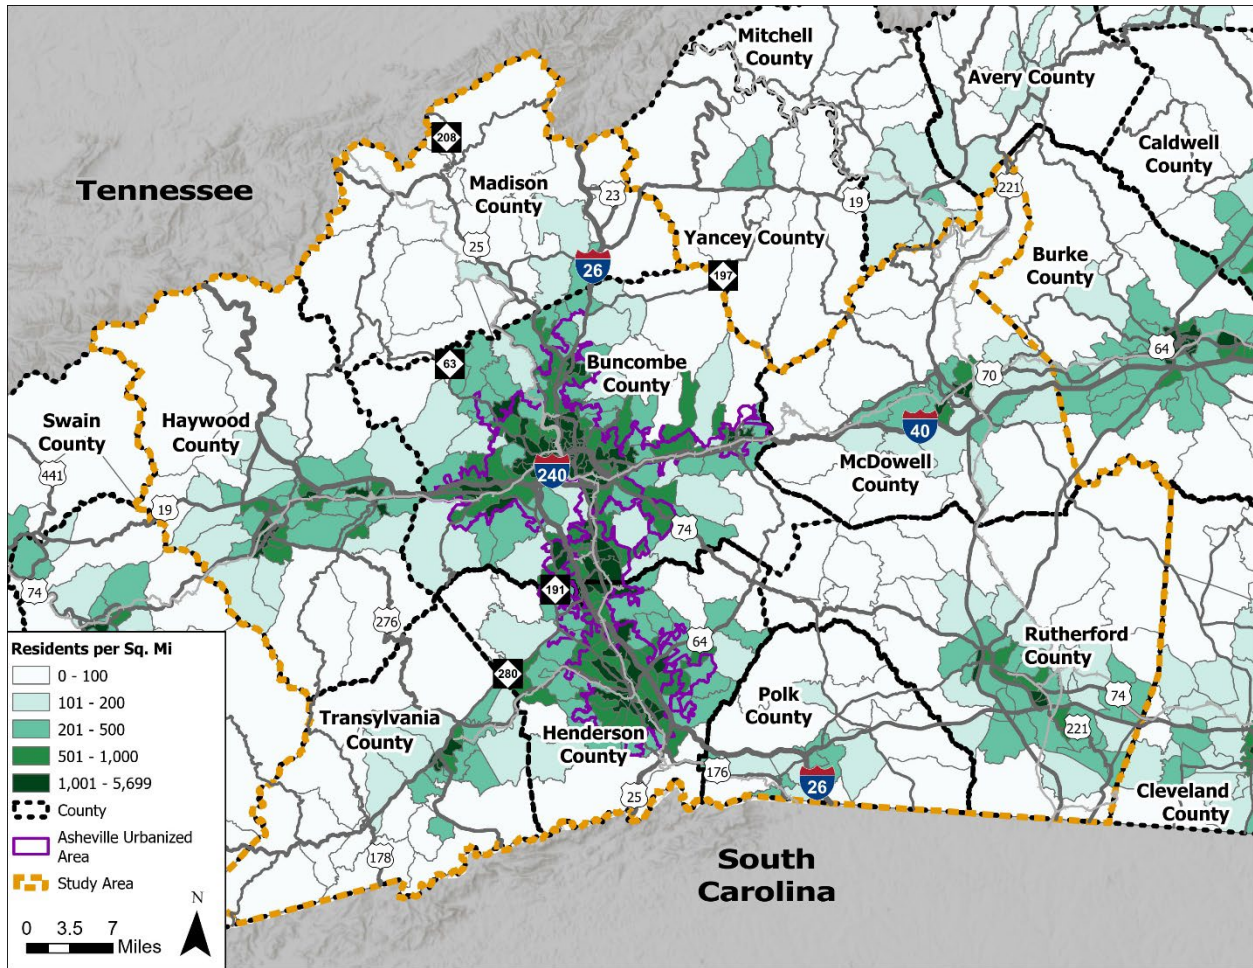 Mitchell
County
Avery County
Caldwell
County
208
Tennessee
Madison
County
221
23
19
25
Yancey County
Burke
County
26
197
63
64
Buncombe
County
70
Swain
County
Haywood
County
40
McDowell
County
240
441
19
74
74
191
276
Residents per Sq. Mi
0 - 100
101 - 200
201 - 500
501 - 1,000
1,001 - 5,699
County
Asheville Urbanized
Area
Study Area
N
0 3.5 7
Miles
64
Rutherford
County
280
Polk
County
74
Transylvania
County
221
Henderson
County
176
26
25
Cleveland
County
178
South
Carolina